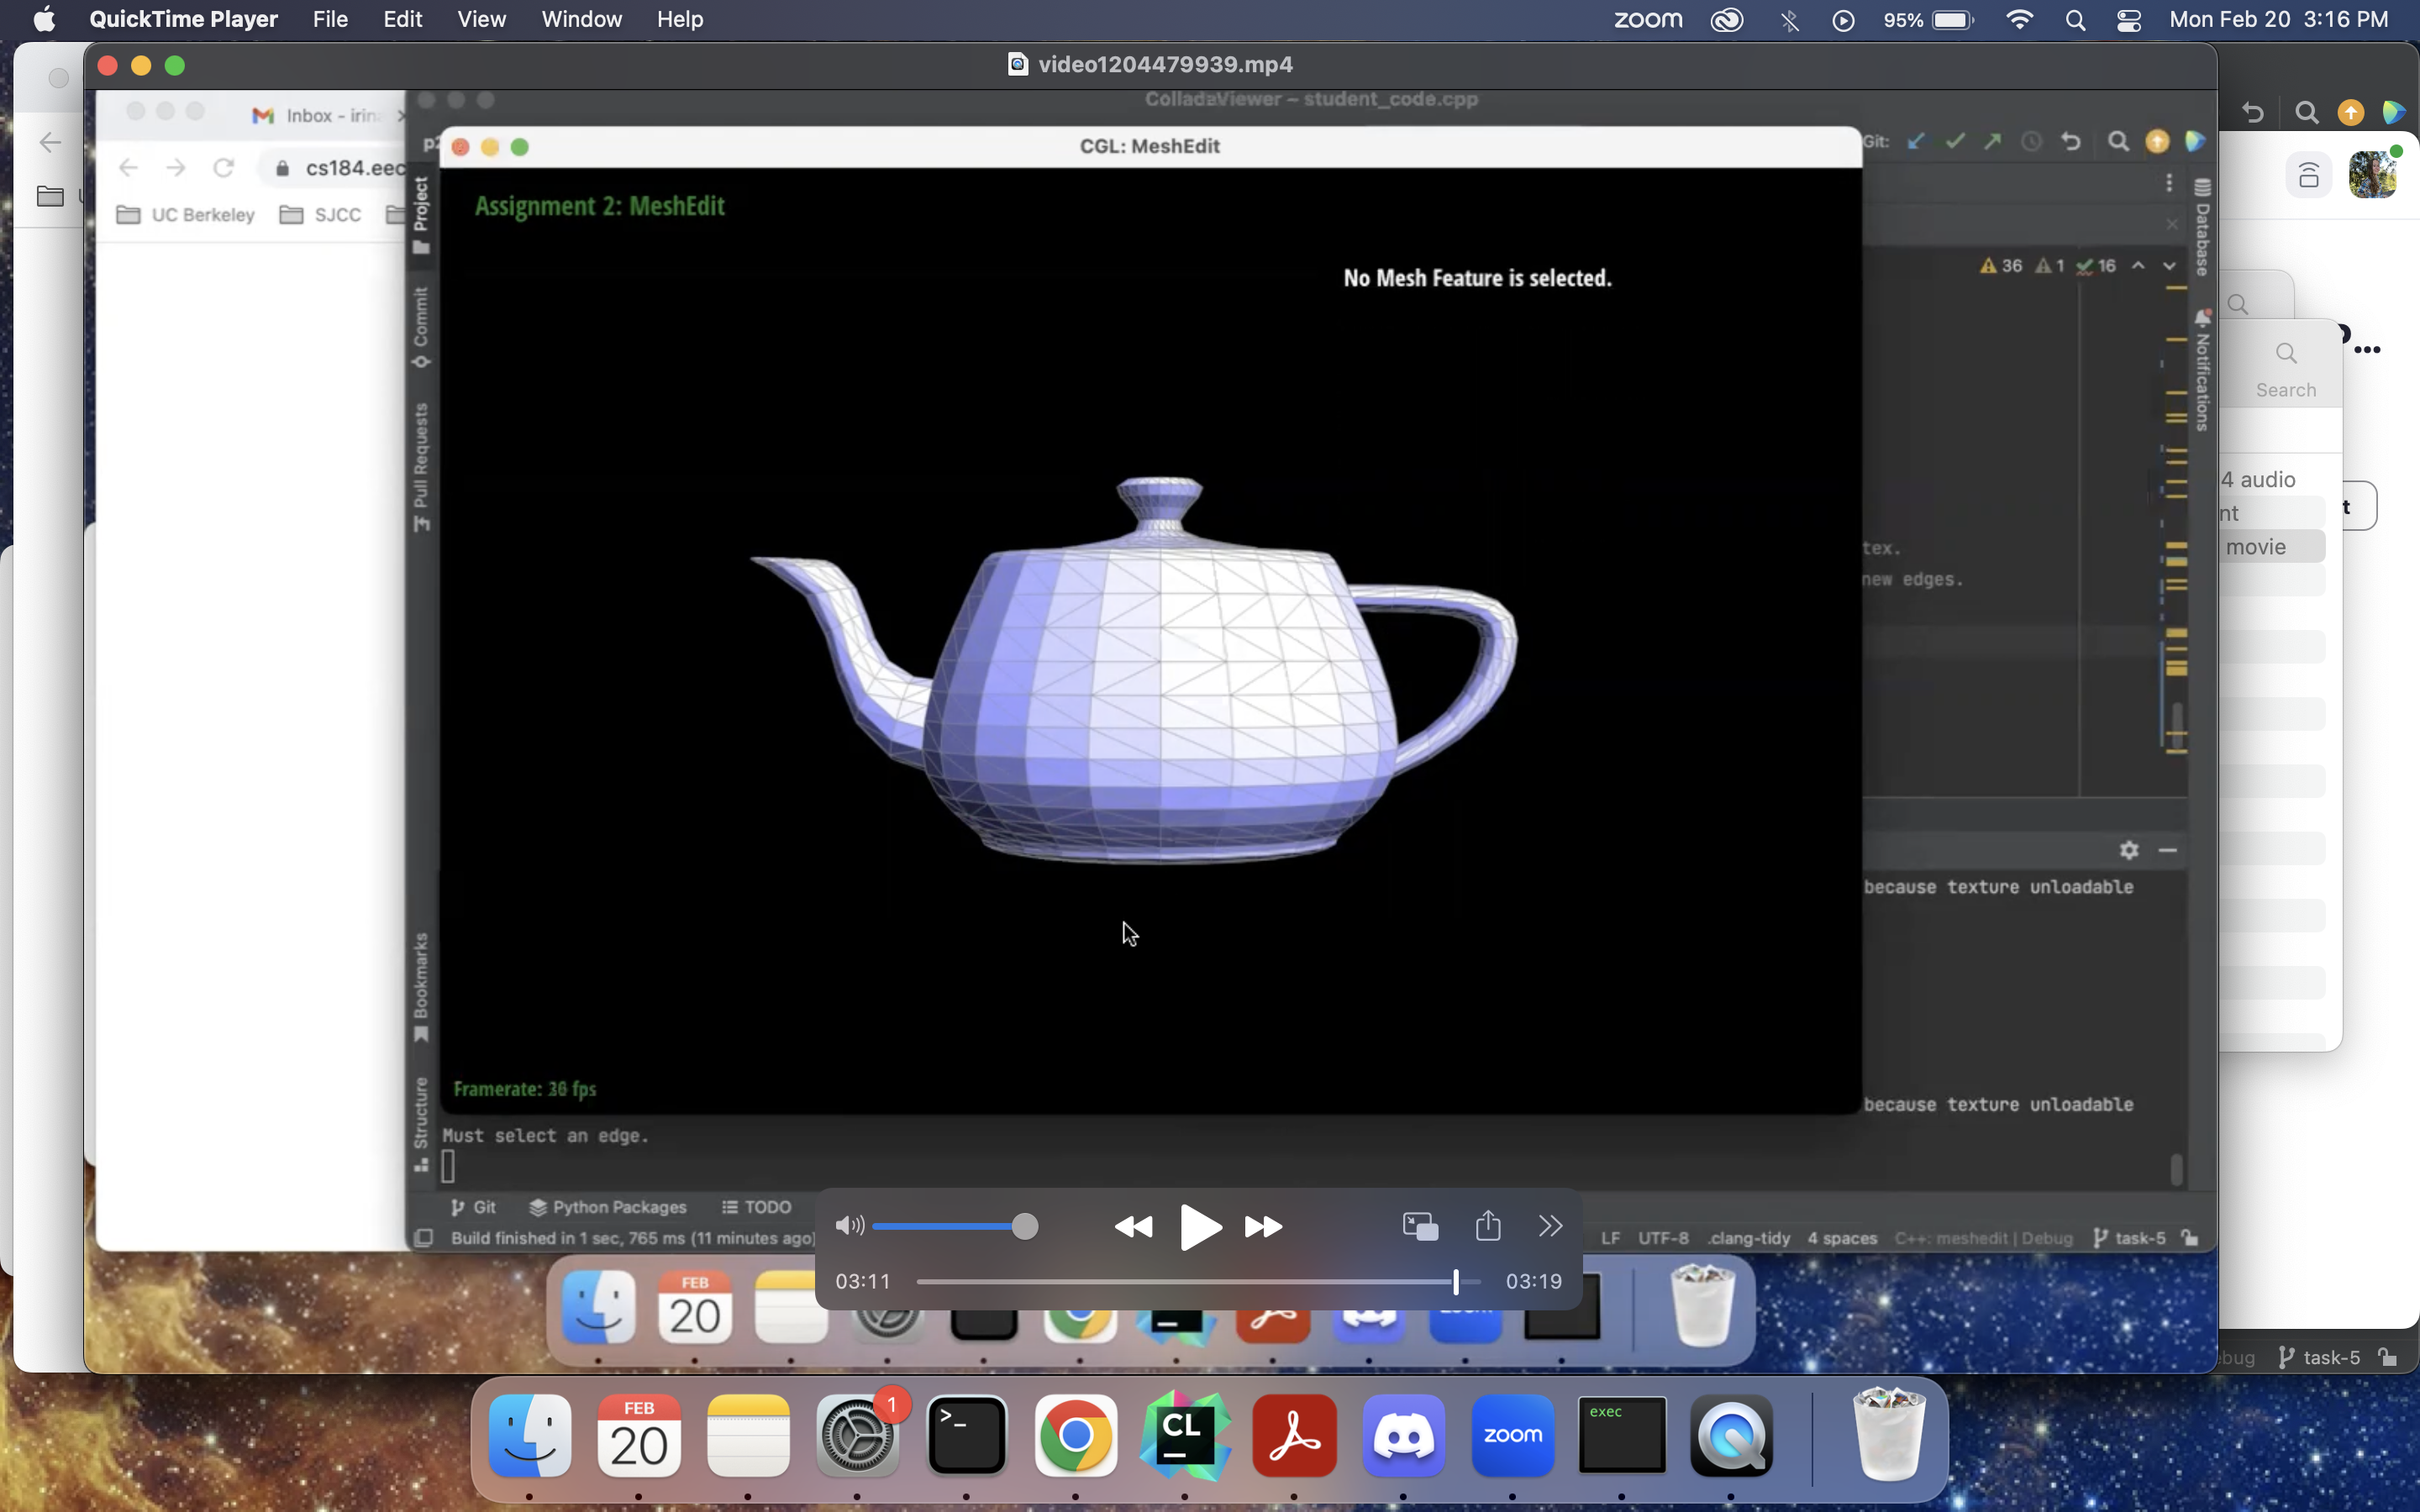 QuickTime Player File Edit View Window Help zoom 95% Mon Feb 20 3:16 PM
video1204479939.mp4
ColladaViewer – student_code.cpp
Inbox - irin
CGL: MeshEdit
Git:
cs184.eec
UC Berkeley SJCC
Project
Commit
Pull Requests
Bookmarks
Structure
Assignment 2: MeshEdit
No Mesh Feature is selected.
36 1 16
Database
Notifications
Search
4 audio
nt
movie
t
tex.
new edges.
because texture unloadable
because texture unloadable
Framerate: 30 fps
Must select an edge.
Git Python Packages TODO
Build finished in 1 sec, 765 ms (11 minutes ago)
LF UTF-8 .clang-tidy 4 spaces C++: meshedit | Debug task-5
03:11 03:19
FEB
20
zoom
ebug task-5
FEB
20
1
>_
CL
zoom
exec